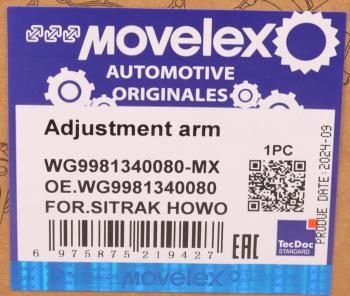 MOVELEX
AUTOMOTIVE
ORIGINALES
Adjustment arm
WG9981340080-MX
1PC
OE.WG9981340080
FOR.SITRAK HOWO
PRODUE DATE:2024-09
6 975875 219427
EAC
TecDoc
STANDARD
MOVELEX